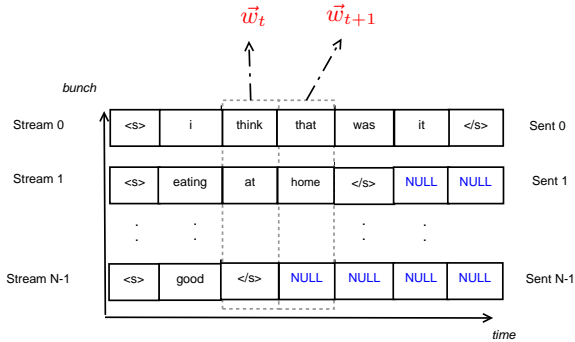 w⃗_t w⃗_{t+1}
bunch
Stream 0 <s> i think that was it </s> Sent 0
Stream 1 <s> eating at home </s> NULL NULL Sent 1
. . . .
. . . .
Stream N-1 <s> good </s> NULL NULL NULL NULL Sent N-1
time